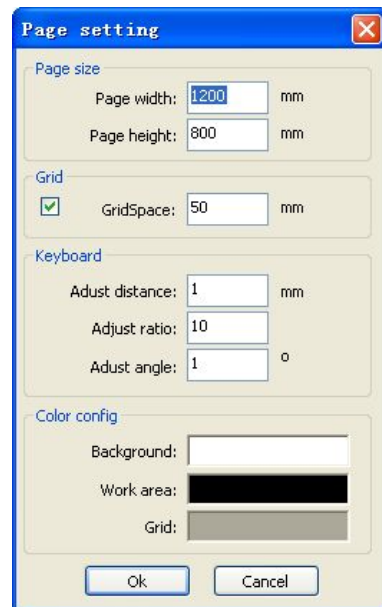 Page setting
Page size
Page width: 1200 mm
Page height: 800 mm
Grid
GridSpace: 50 mm
Keyboard
Adust distance: 1 mm
Adjust ratio: 10
Adust angle: 1 °
Color config
Background:
Work area:
Grid:
Ok Cancel